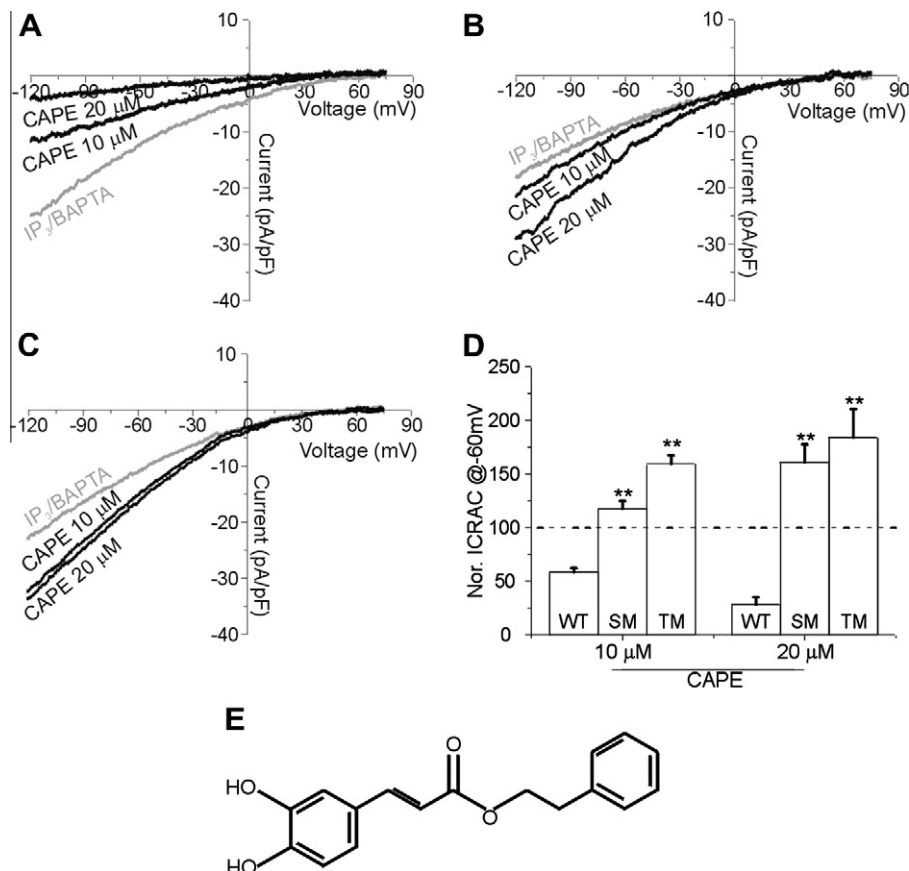 A
10
-120 -90 -60 -30 0 30 60 90
Voltage (mV)
CAPE 20 μM
CAPE 10 μM
IP3/BAPTA
-10
-20
-30
-40
Current (pA/pF)
B
10
-120 -90 -60 -30 0 30 60 90
Voltage (mV)
IP3/BAPTA
CAPE 10 μM
CAPE 20 μM
-10
-20
-30
-40
Current (pA/pF)
C
10
-120 -90 -60 -30 0 30 60 90
Voltage (mV)
IP3/BAPTA
CAPE 10 μM
CAPE 20 μM
-10
-20
-30
-40
Current (pA/pF)
D
Nor. ICRAC @-60mV
250
200
150
100
50
0
** ** ** **
WT SM TM WT SM TM
10 μM 20 μM
CAPE
E
O
HO
O
HO